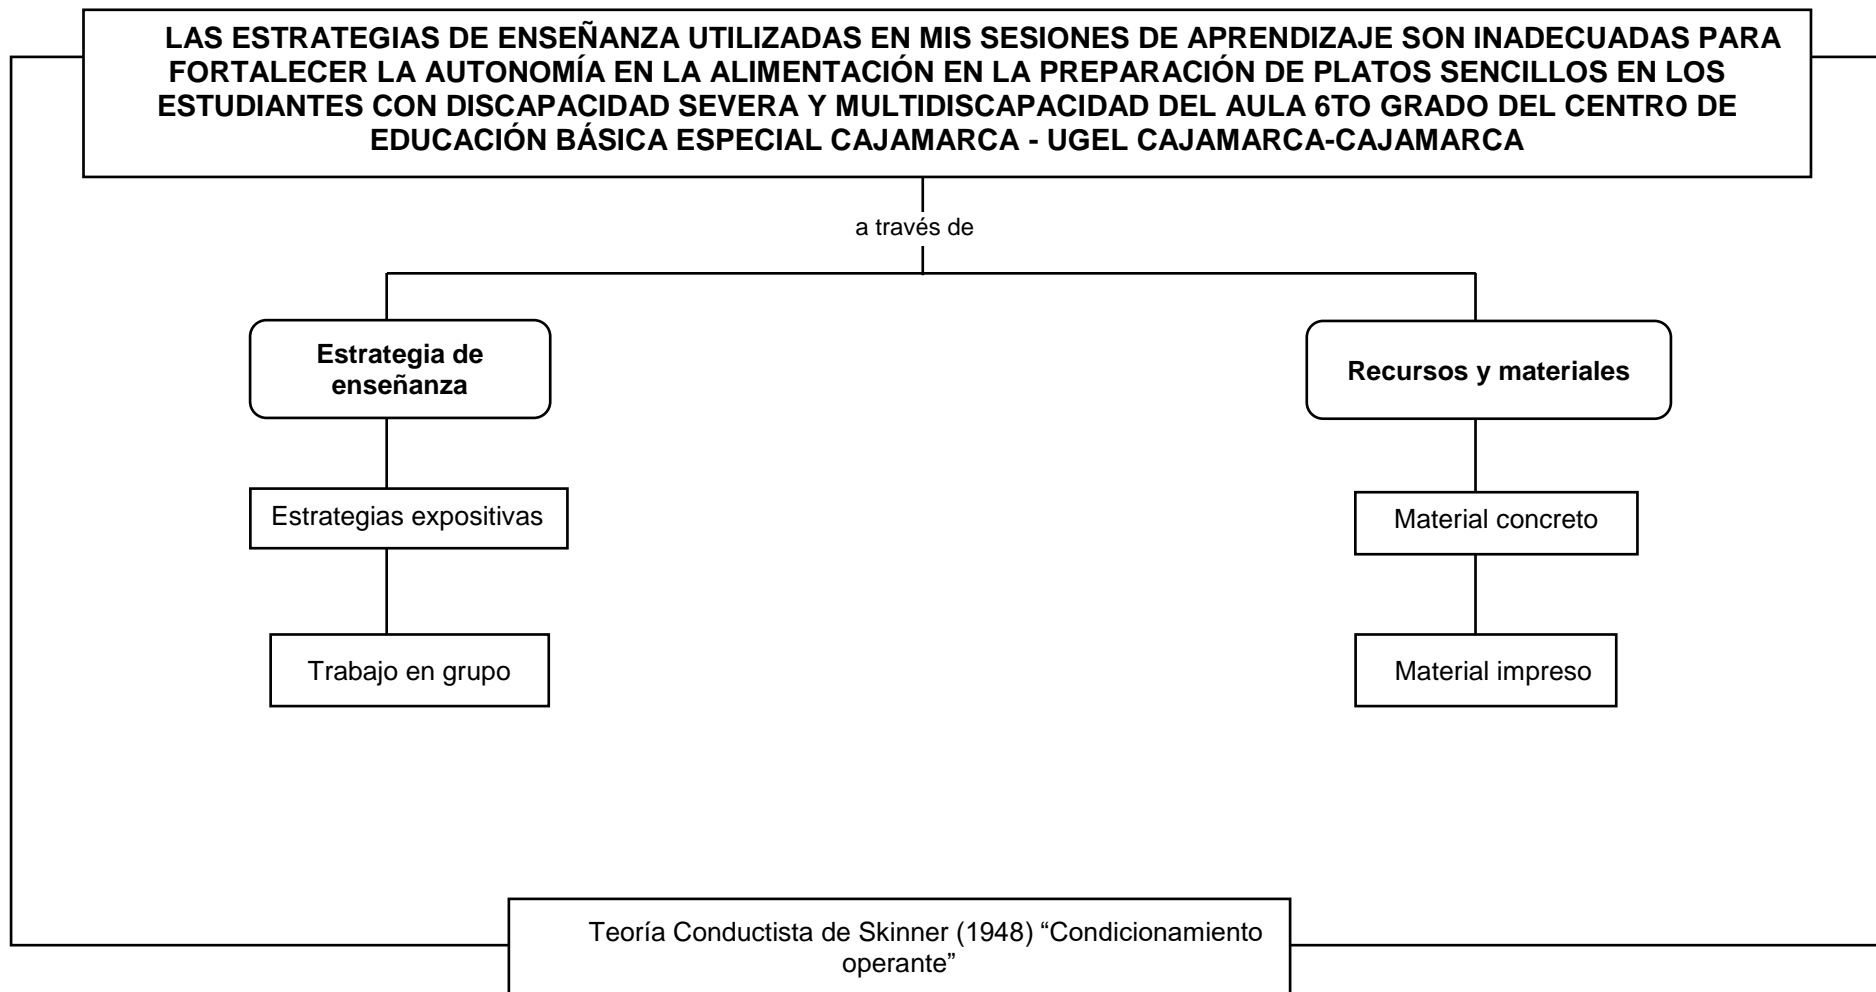 LAS ESTRATEGIAS DE ENSEÑANZA UTILIZADAS EN MIS SESIONES DE APRENDIZAJE SON INADECUADAS PARA
FORTALECER LA AUTONOMÍA EN LA ALIMENTACIÓN EN LA PREPARACIÓN DE PLATOS SENCILLOS EN LOS
ESTUDIANTES CON DISCAPACIDAD SEVERA Y MULTIDISCAPACIDAD DEL AULA 6TO GRADO DEL CENTRO DE
EDUCACIÓN BÁSICA ESPECIAL CAJAMARCA - UGEL CAJAMARCA-CAJAMARCA
a través de
Estrategia de
enseñanza
Recursos y materiales
Estrategias expositivas
Material concreto
Trabajo en grupo
Material impreso
Teoría Conductista de Skinner (1948) “Condicionamiento
operante”